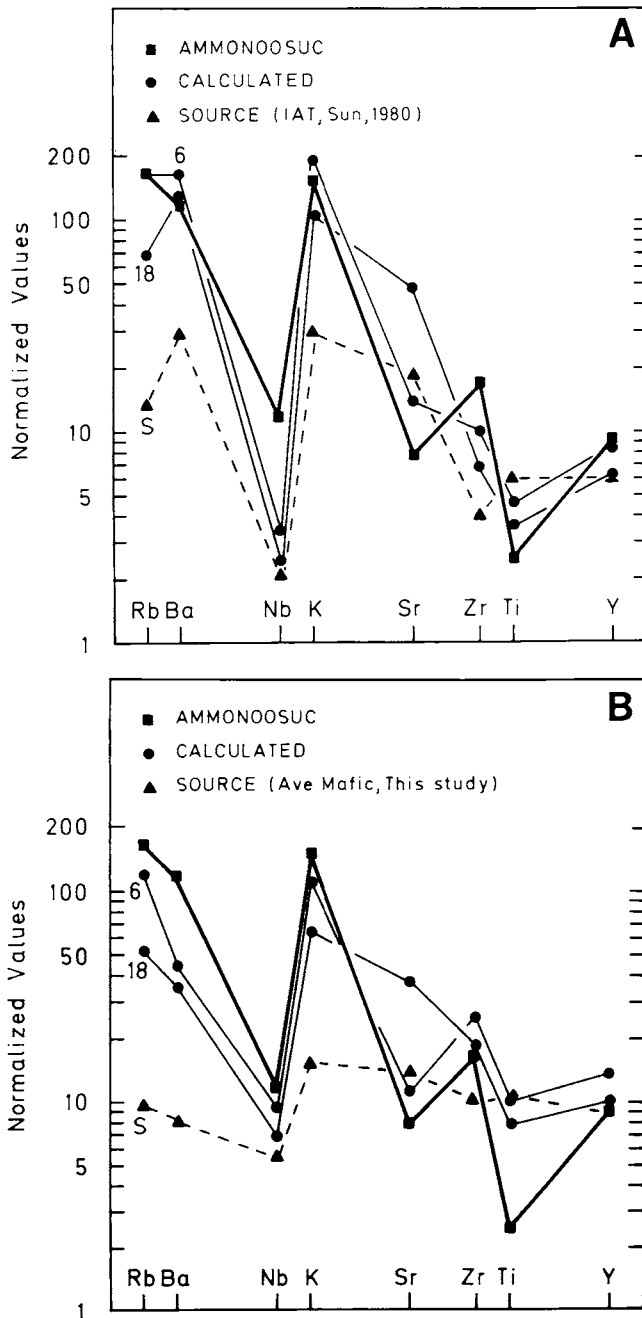 A
AMMONOOSUC
CALCULATED
SOURCE (IAT, Sun, 1980)
Normalized Values
200
100
50
10
5
1
6
18
S
Rb Ba Nb K Sr Zr Ti Y
B
AMMONOOSUC
CALCULATED
SOURCE (Ave Mafic, This study)
Normalized Values
200
100
50
10
5
1
6
18
S
Rb Ba Nb K Sr Zr Ti Y